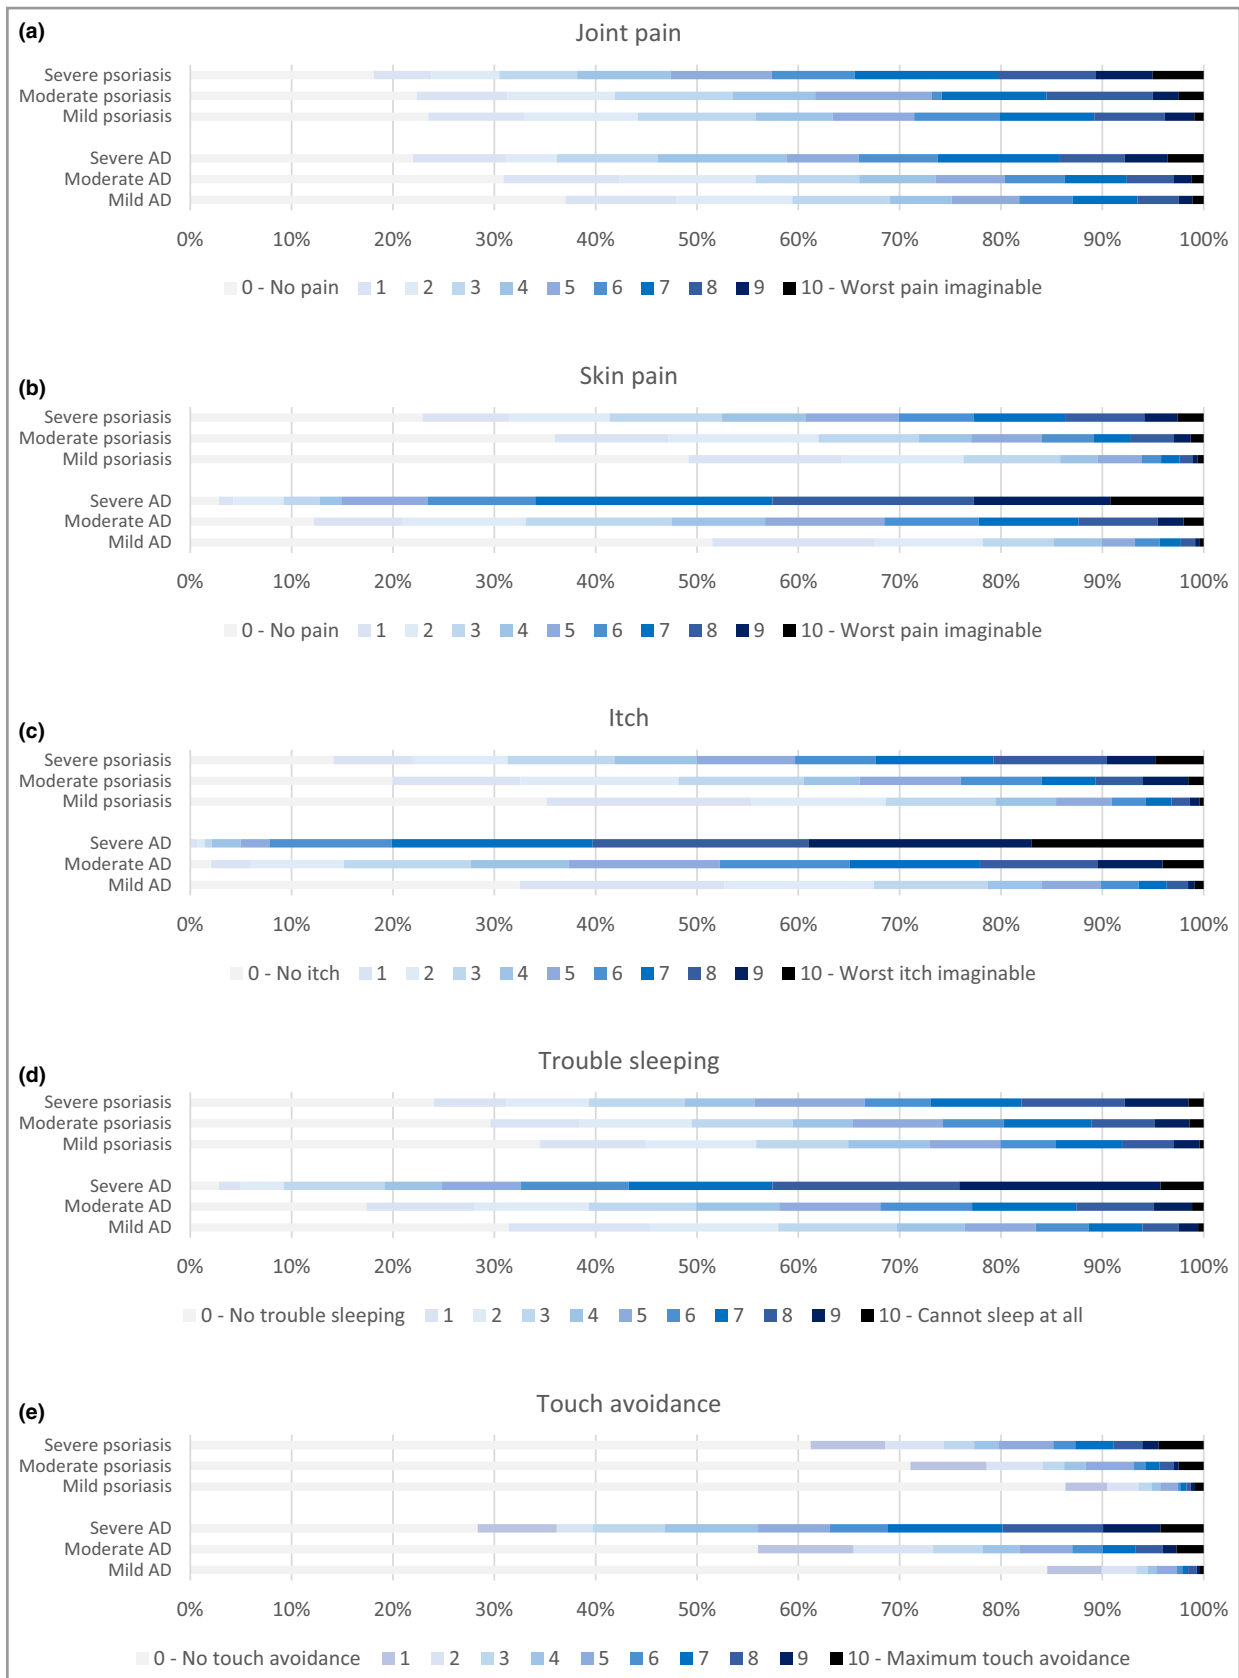 (a)
Joint pain
Severe psoriasis
Moderate psoriasis
Mild psoriasis
Severe AD
Moderate AD
Mild AD
0% 10% 20% 30% 40% 50% 60% 70% 80% 90% 100%
0 - No pain 1 2 3 4 5 6 7 8 9 10 - Worst pain imaginable
(b)
Skin pain
Severe psoriasis
Moderate psoriasis
Mild psoriasis
Severe AD
Moderate AD
Mild AD
0% 10% 20% 30% 40% 50% 60% 70% 80% 90% 100%
0 - No pain 1 2 3 4 5 6 7 8 9 10 - Worst pain imaginable
(c)
Itch
Severe psoriasis
Moderate psoriasis
Mild psoriasis
Severe AD
Moderate AD
Mild AD
0% 10% 20% 30% 40% 50% 60% 70% 80% 90% 100%
0 - No itch 1 2 3 4 5 6 7 8 9 10 - Worst itch imaginable
(d)
Trouble sleeping
Severe psoriasis
Moderate psoriasis
Mild psoriasis
Severe AD
Moderate AD
Mild AD
0% 10% 20% 30% 40% 50% 60% 70% 80% 90% 100%
0 - No trouble sleeping 1 2 3 4 5 6 7 8 9 10 - Cannot sleep at all
(e)
Touch avoidance
Severe psoriasis
Moderate psoriasis
Mild psoriasis
Severe AD
Moderate AD
Mild AD
0% 10% 20% 30% 40% 50% 60% 70% 80% 90% 100%
0 - No touch avoidance 1 2 3 4 5 6 7 8 9 10 - Maximum touch avoidance